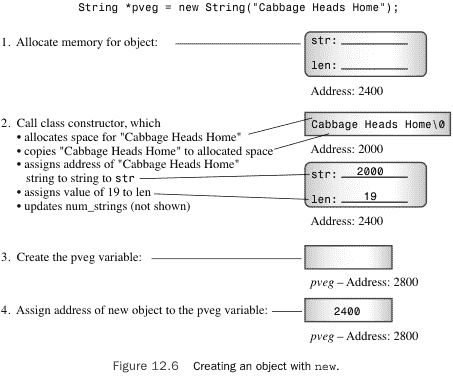 String *pveg = new String("Cabbage Heads Home");
1. Allocate memory for object:
str:
len:
Address: 2400
2. Call class constructor, which
• allocates space for "Cabbage Heads Home"
• copies "Cabbage Heads Home" to allocated space
• assigns address of "Cabbage Heads Home"
string to string to str
• assigns value of 19 to len
• updates num_strings (not shown)
Cabbage Heads Home\0
Address: 2000
str: 2000
len: 19
Address: 2400
3. Create the pveg variable:
pveg – Address: 2800
4. Assign address of new object to the pveg variable:
2400
pveg – Address: 2800
Figure 12.6 Creating an object with new.